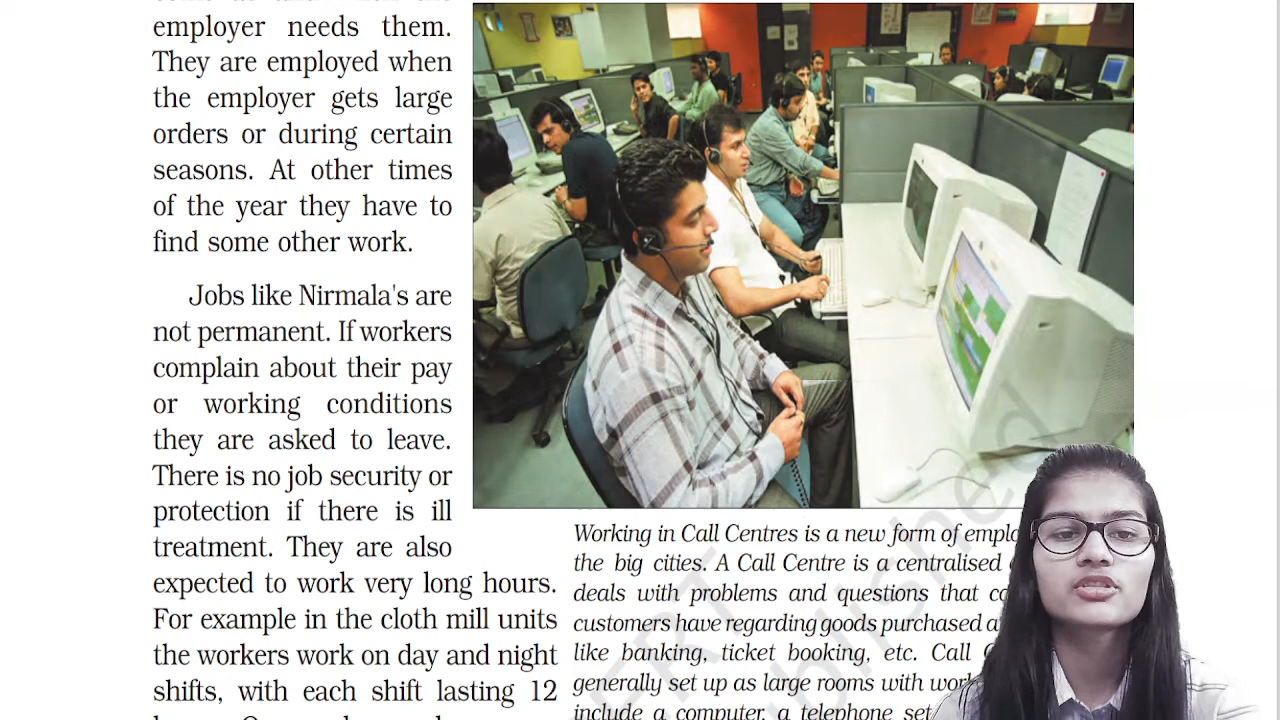 employer needs them.
They are employed when
the employer gets large
orders or during certain
seasons. At other times
of the year they have to
find some other work.
Jobs like Nirmala's are
not permanent. If workers
complain about their pay
or working conditions
they are asked to leave.
There is no job security or
protection if there is ill
treatment. They are also
expected to work very long hours.
For example in the cloth mill units
the workers work on day and night
shifts, with each shift lasting 12
Working in Call Centres is a new form of
the big cities. A Call Centre is a centralised
deals with problems and questions that
customers have regarding goods purchased
like banking, ticket booking, etc. Call
generally set up as large rooms with
include a computer, a telephone set